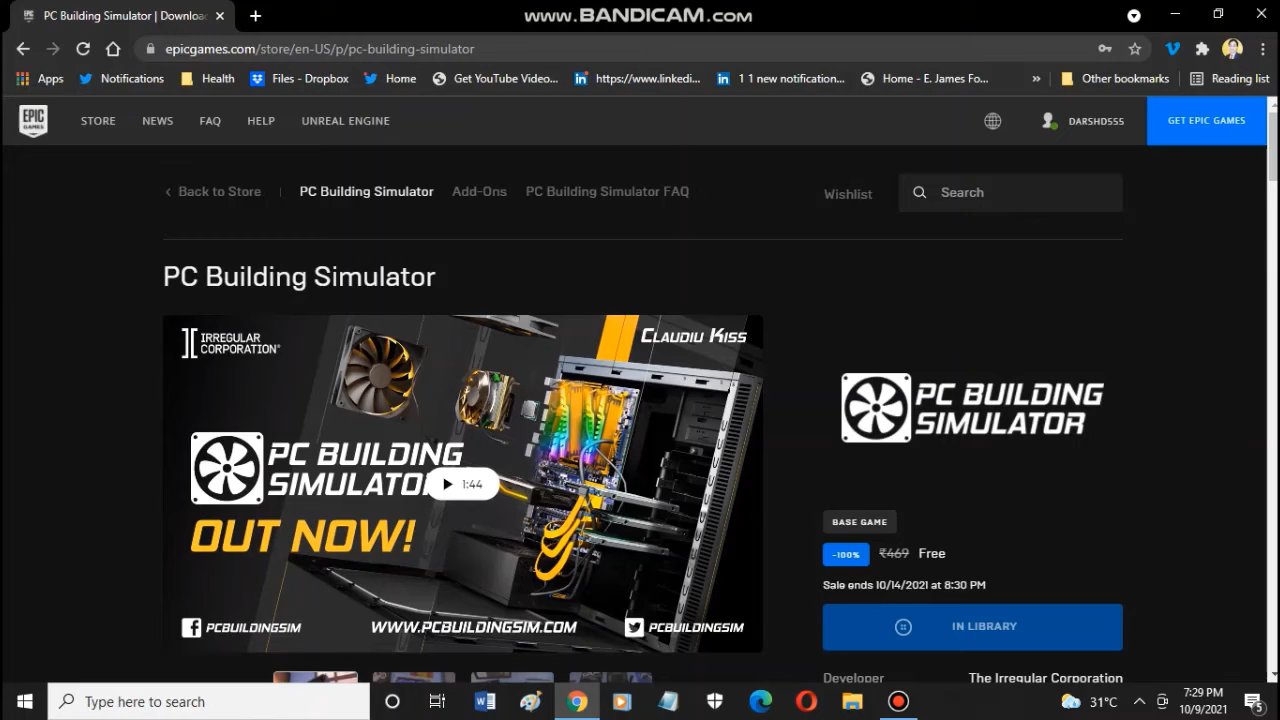 PC Building Simulator | Downloa
www.BANDICAM.com
epicgames.com/store/en-US/p/pc-building-simulator
Apps Notifications Health Files - Dropbox Home Get YouTube Video... https://www.linkedi... 1 1 new notification... Home - E. James Fo... » Other bookmarks Reading list
EPIC GAMES STORE NEWS FAQ HELP UNREAL ENGINE DARSHD555 GET EPIC GAMES
Back to Store | PC Building Simulator Add-Ons PC Building Simulator FAQ Wishlist Search
PC Building Simulator
IRREGULAR CORPORATION
CLAUDIU KISS
PC BUILDING SIMULATOR
1:44
OUT NOW!
PCBUILDINGSIM WWW.PCBUILDINGSIM.COM PCBUILDINGSIM
PC BUILDING
SIMULATOR
BASE GAME
-100% ₹469 Free
Sale ends 10/14/2021 at 8:30 PM
IN LIBRARY
Developer The Irregular Corporation
Type here to search
31°C
7:29 PM
10/9/2021
5